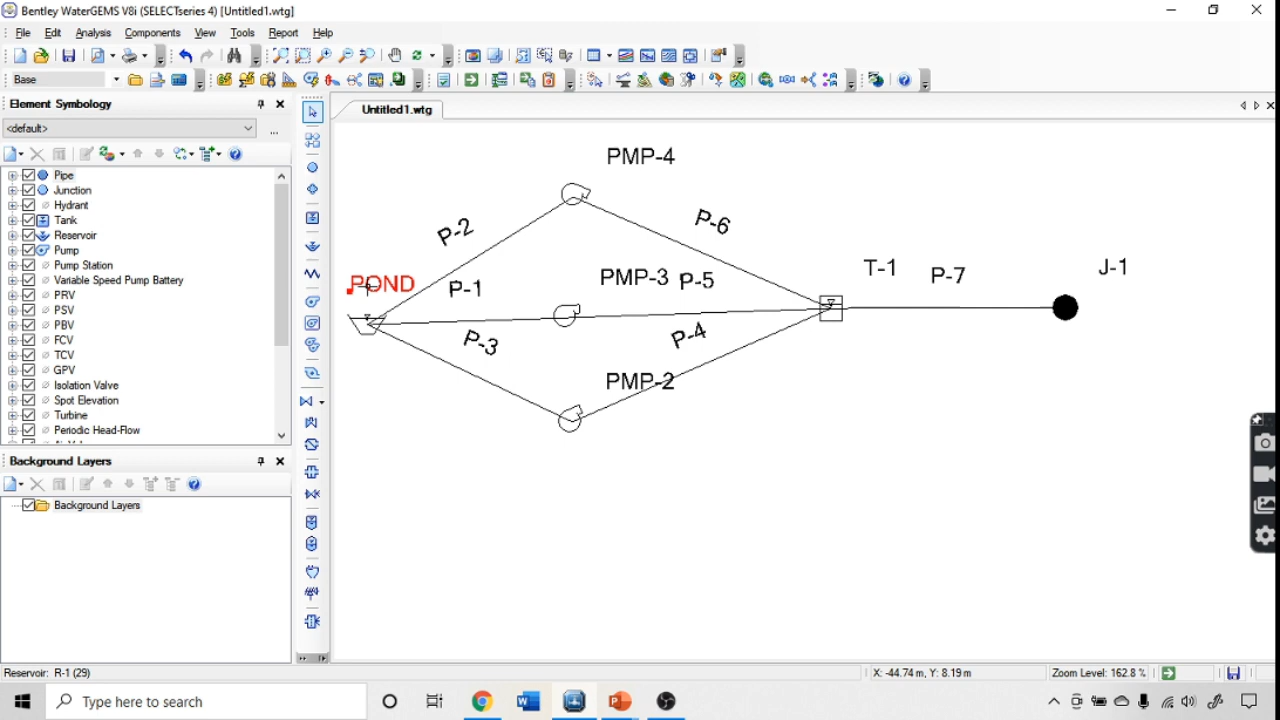 Bentley WaterGEMS V8i (SELECTseries 4) [Untitled1.wtg]
File Edit Analysis Components View Tools Report Help
Base
Element Symbology
<default>
...
Pipe
Junction
Hydrant
Tank
Reservoir
Pump
Pump Station
Variable Speed Pump Battery
PRV
PSV
PBV
FCV
TCV
GPV
Isolation Valve
Spot Elevation
Turbine
Periodic Head-Flow
Background Layers
Background Layers
Untitled1.wtg
PMP-4
P-2
P-6
POND
P-1
PMP-3
P-5
T-1
P-7
J-1
P-3
P-4
PMP-2
Reservoir: R-1 (29)
X: -44.74 m, Y: 8.19 m
Zoom Level: 162.8 %
Type here to search